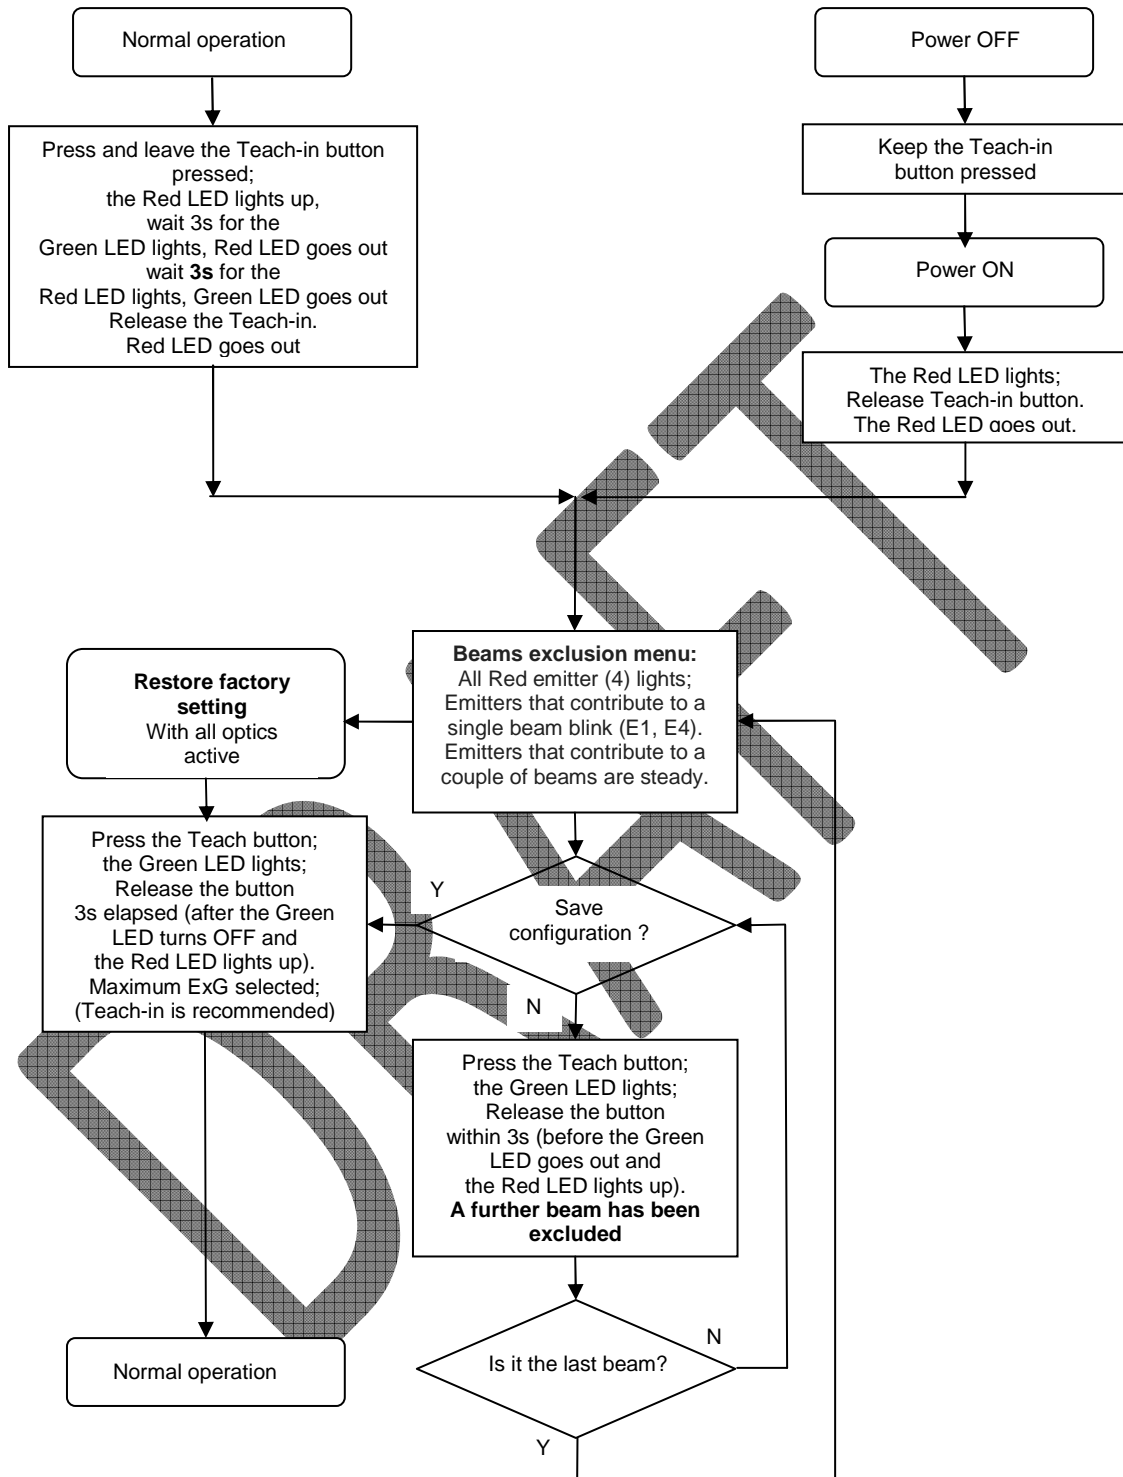 Normal operation
Power OFF
Press and leave the Teach-in button
pressed;
the Red LED lights up,
wait 3s for the
Green LED lights, Red LED goes out
wait 3s for the
Red LED lights, Green LED goes out
Release the Teach-in.
Red LED goes out
Keep the Teach-in
button pressed
Power ON
The Red LED lights;
Release Teach-in button.
The Red LED goes out.
Beams exclusion menu:
All Red emitter (4) lights;
Emitters that contribute to a
single beam blink (E1, E4).
Emitters that contribute to a
couple of beams are steady.
Restore factory
setting
With all optics
active
Press the Teach button;
the Green LED lights;
Release the button
3s elapsed (after the Green
LED turns OFF and
the Red LED lights up).
Maximum ExG selected;
(Teach-in is recommended)
Y
Save
configuration ?
N
Press the Teach button;
the Green LED lights;
Release the button
within 3s (before the Green
LED goes out and
the Red LED lights up).
A further beam has been
excluded
N
Is it the last beam?
Y
Normal operation
DRAFT